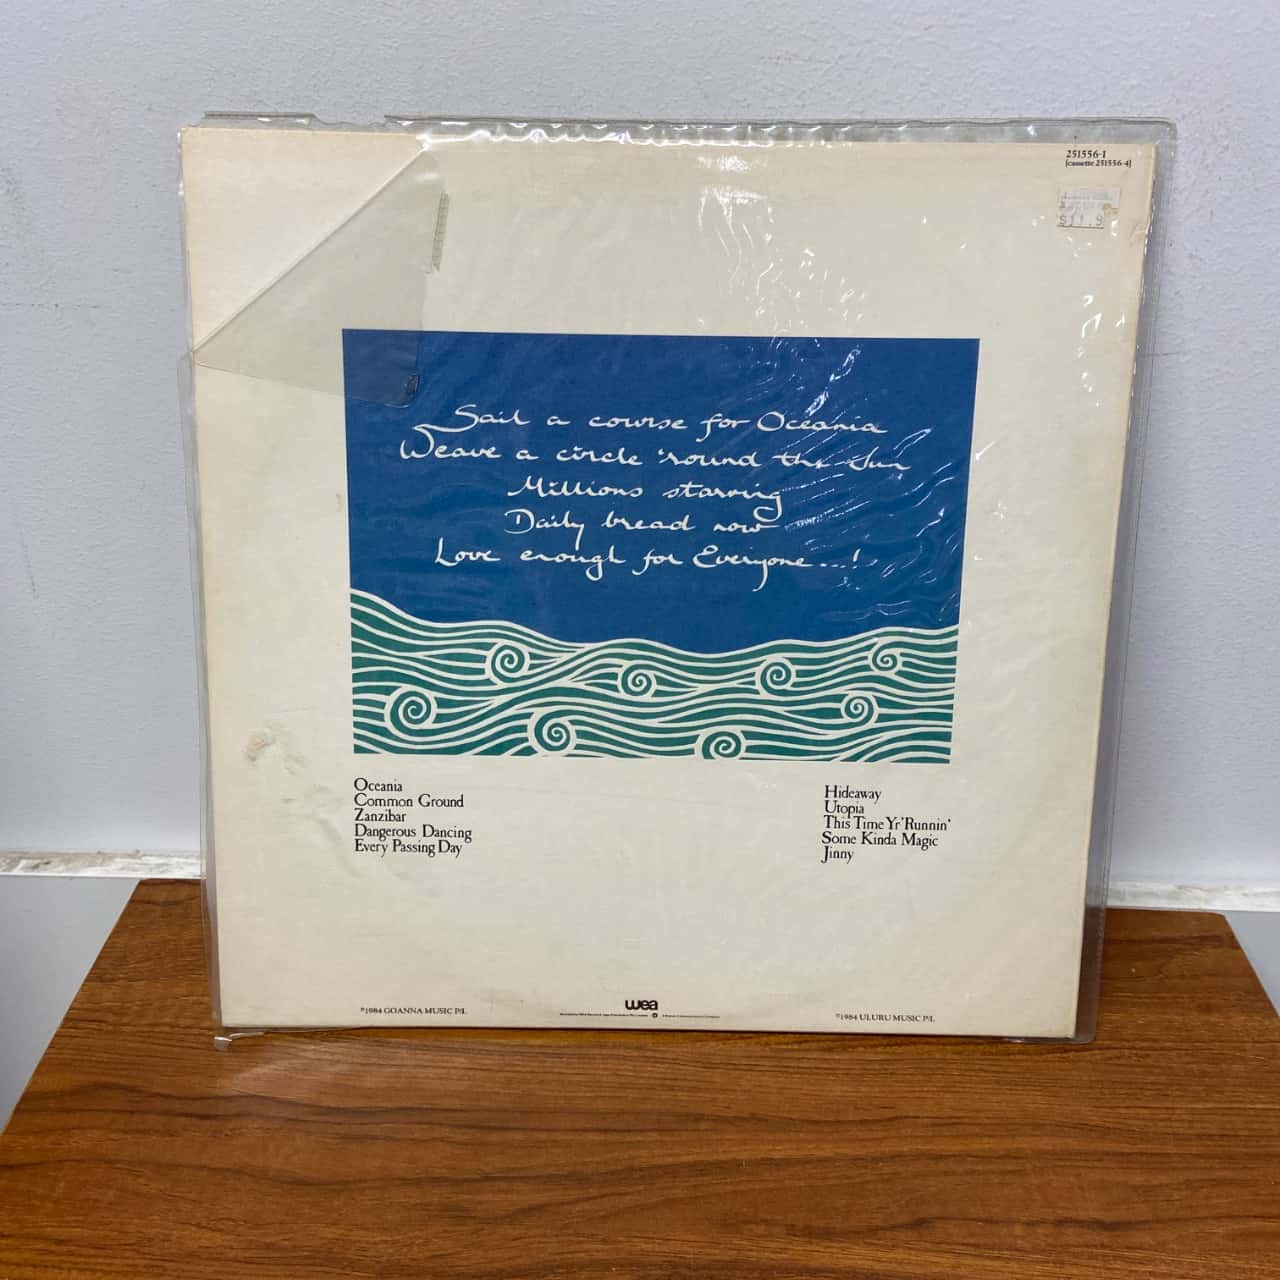 251556-1
[cassette 251556-4]
$11.9
Sail a course for Oceania
Weave a circle 'round the Sun
Millions starving
Daily bread now
Love enough for Everyone...!
Oceania
Common Ground
Zanzibar
Dangerous Dancing
Every Passing Day
Hideaway
Utopia
This Time Yr'Runnin'
Some Kinda Magic
Jinny
℗1984 GOANNA MUSIC P/L
wea
©1984 ULURU MUSIC P/L